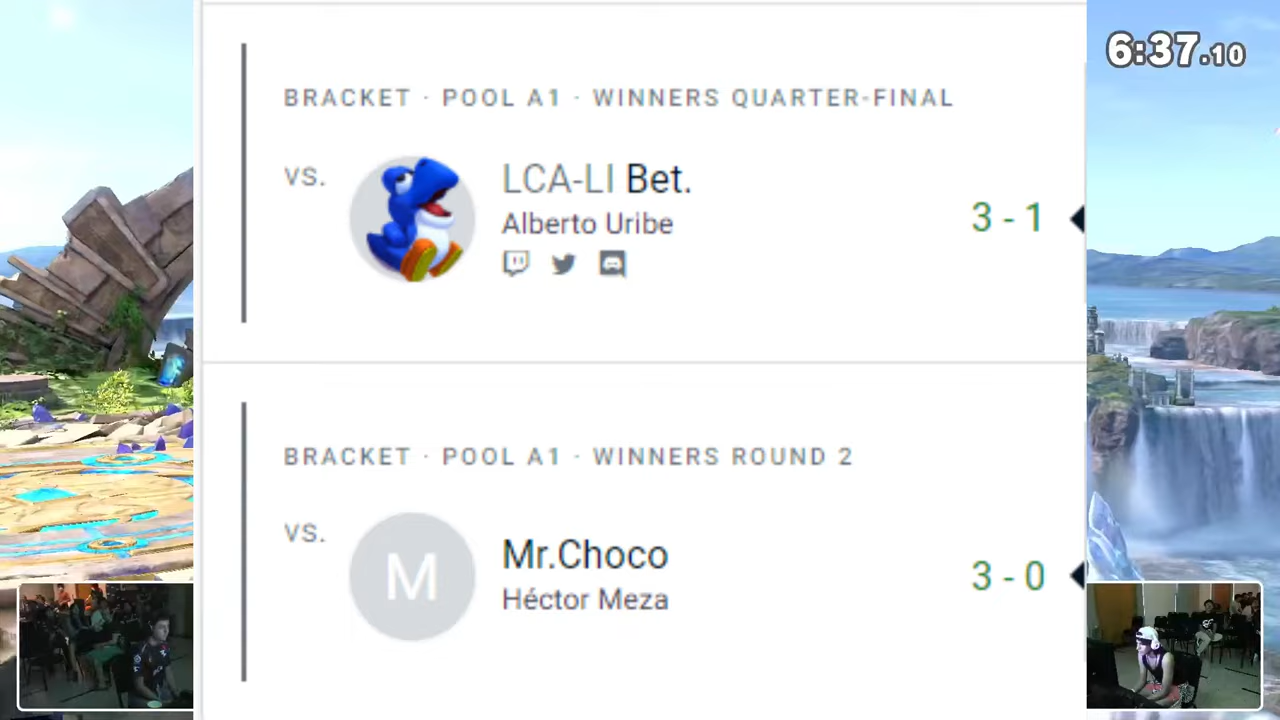 6:37.10
BRACKET · POOL A1 · WINNERS QUARTER-FINAL
VS.
LCA-LI Bet.
Alberto Uribe
3 - 1
BRACKET · POOL A1 · WINNERS ROUND 2
VS.
M
Mr.Choco
Héctor Meza
3 - 0